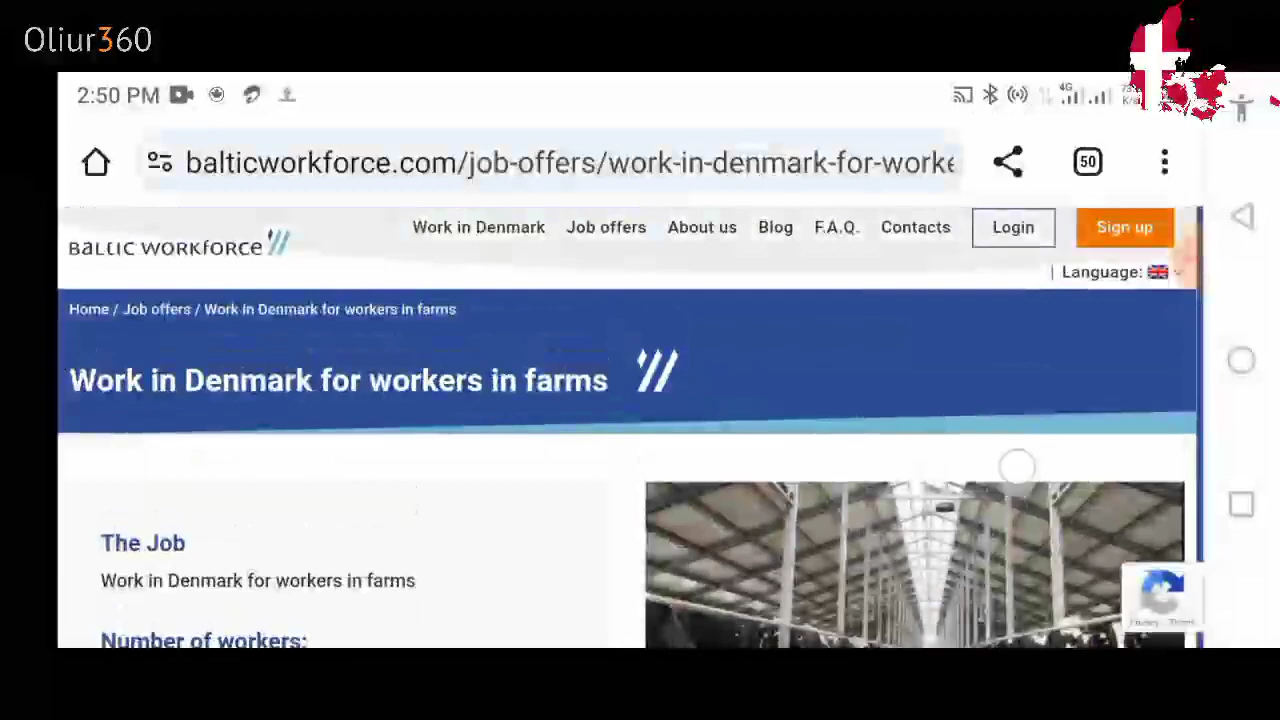 Oliur360
2:50 PM
4G
50
balticworkforce.com/job-offers/work-in-denmark-for-worke
BALTIC WORKFORCE
Work in Denmark Job offers About us Blog F.A.Q. Contacts Login Sign up
| Language:
Home / Job offers / Work in Denmark for workers in farms
Work in Denmark for workers in farms
The Job
Work in Denmark for workers in farms
Number of workers:
Privacy - Terms